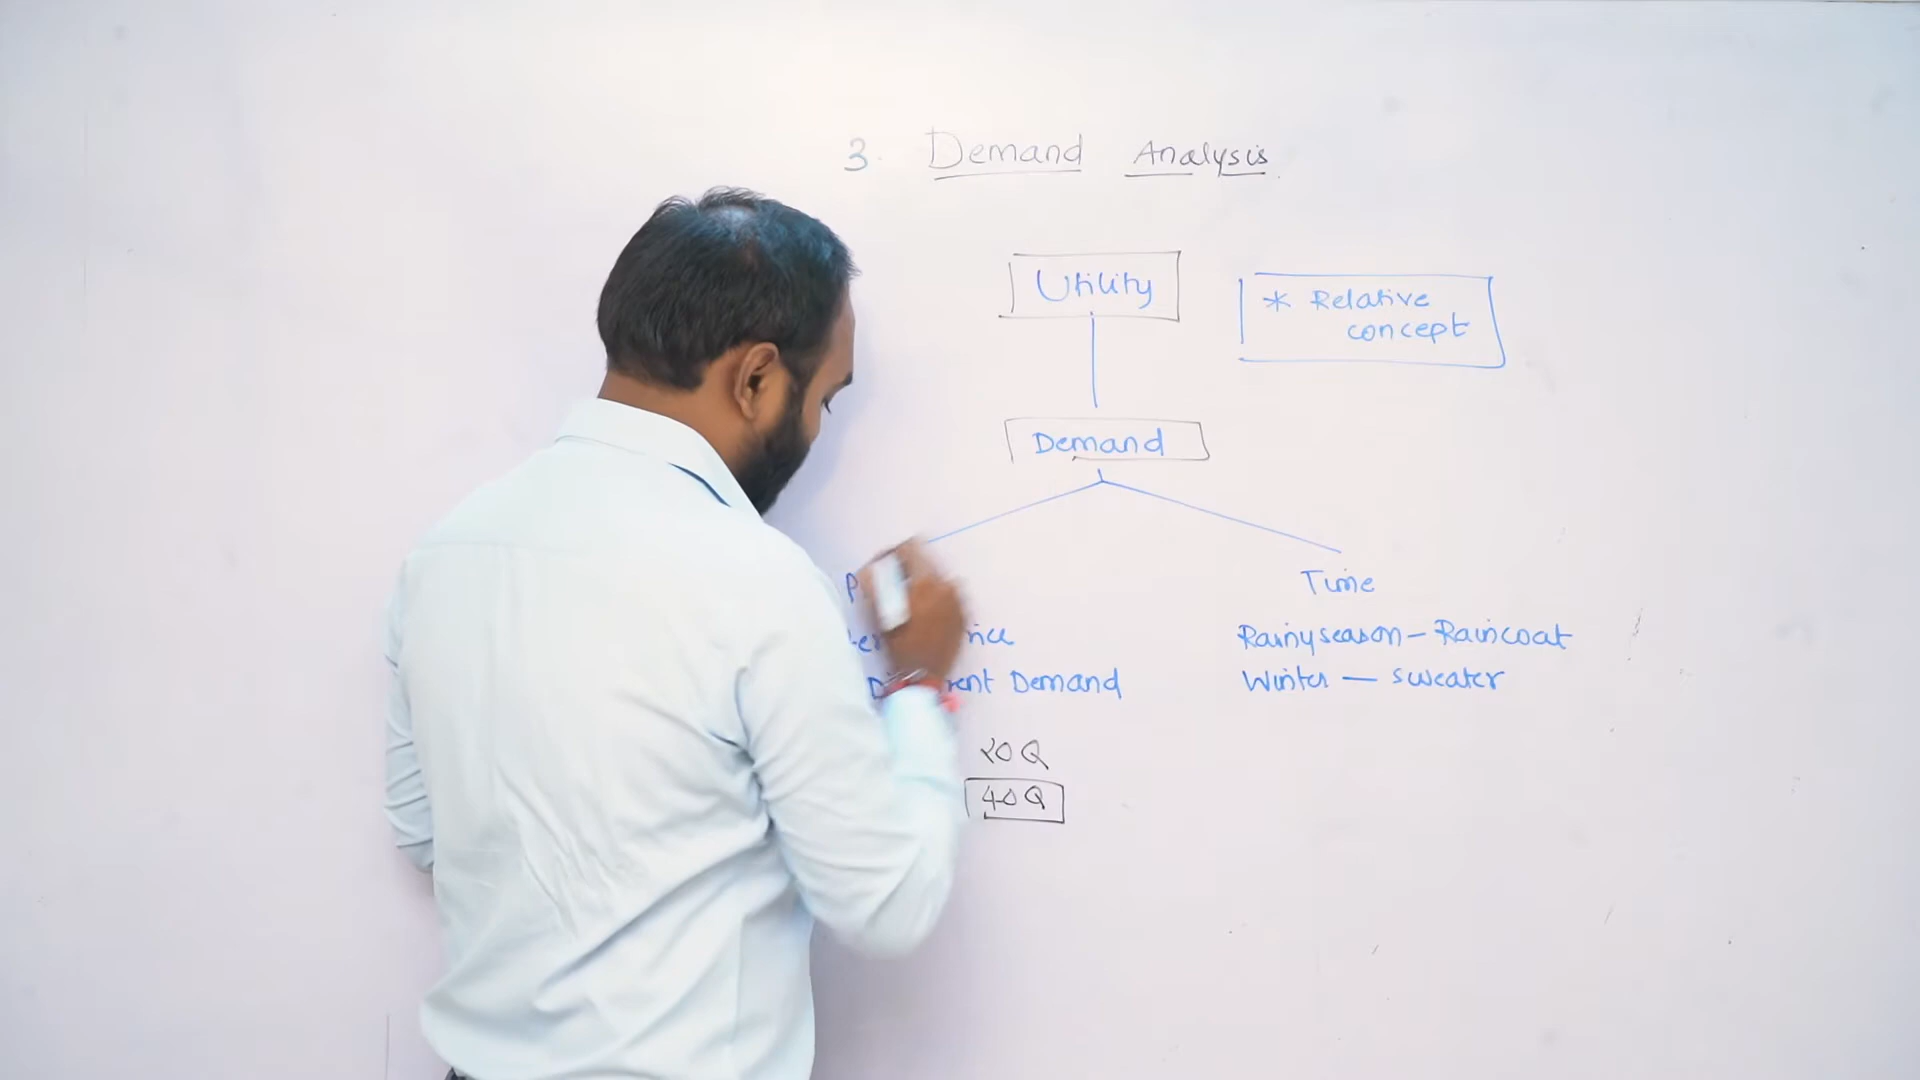 3. Demand Analysis
Utility
* Relative
concept
Demand
Time
Rainy season - Raincoat
Demand
Winter — Sweater
20 Q
40 Q